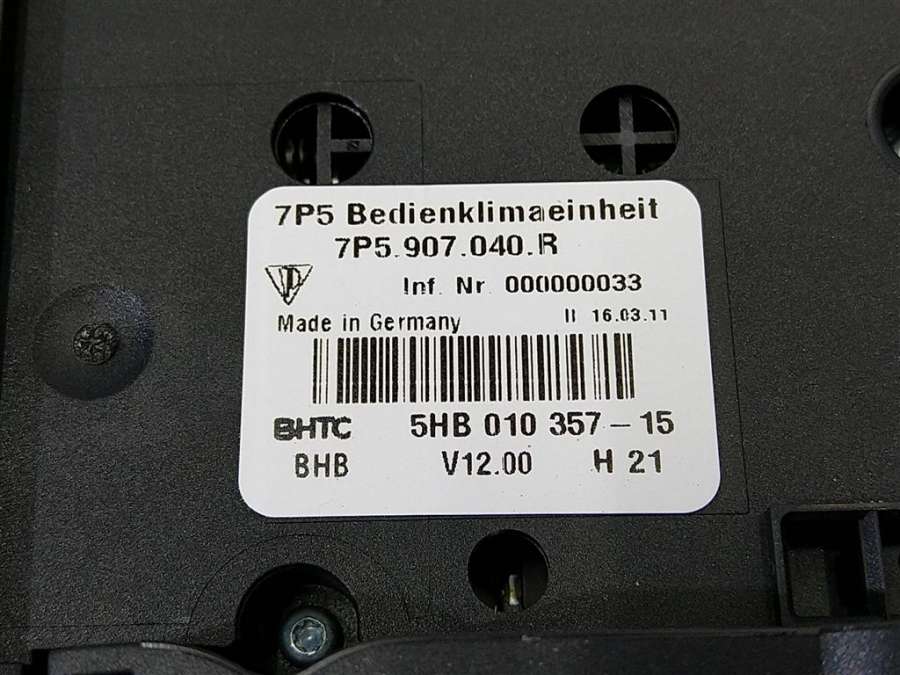 7P5 Bedienklimaeinheit
7P5.907.040.R
Inf. Nr. 000000033
Made in Germany II 16.03.11
BHTC 5HB 010 357-15
BHB V12.00 H 21